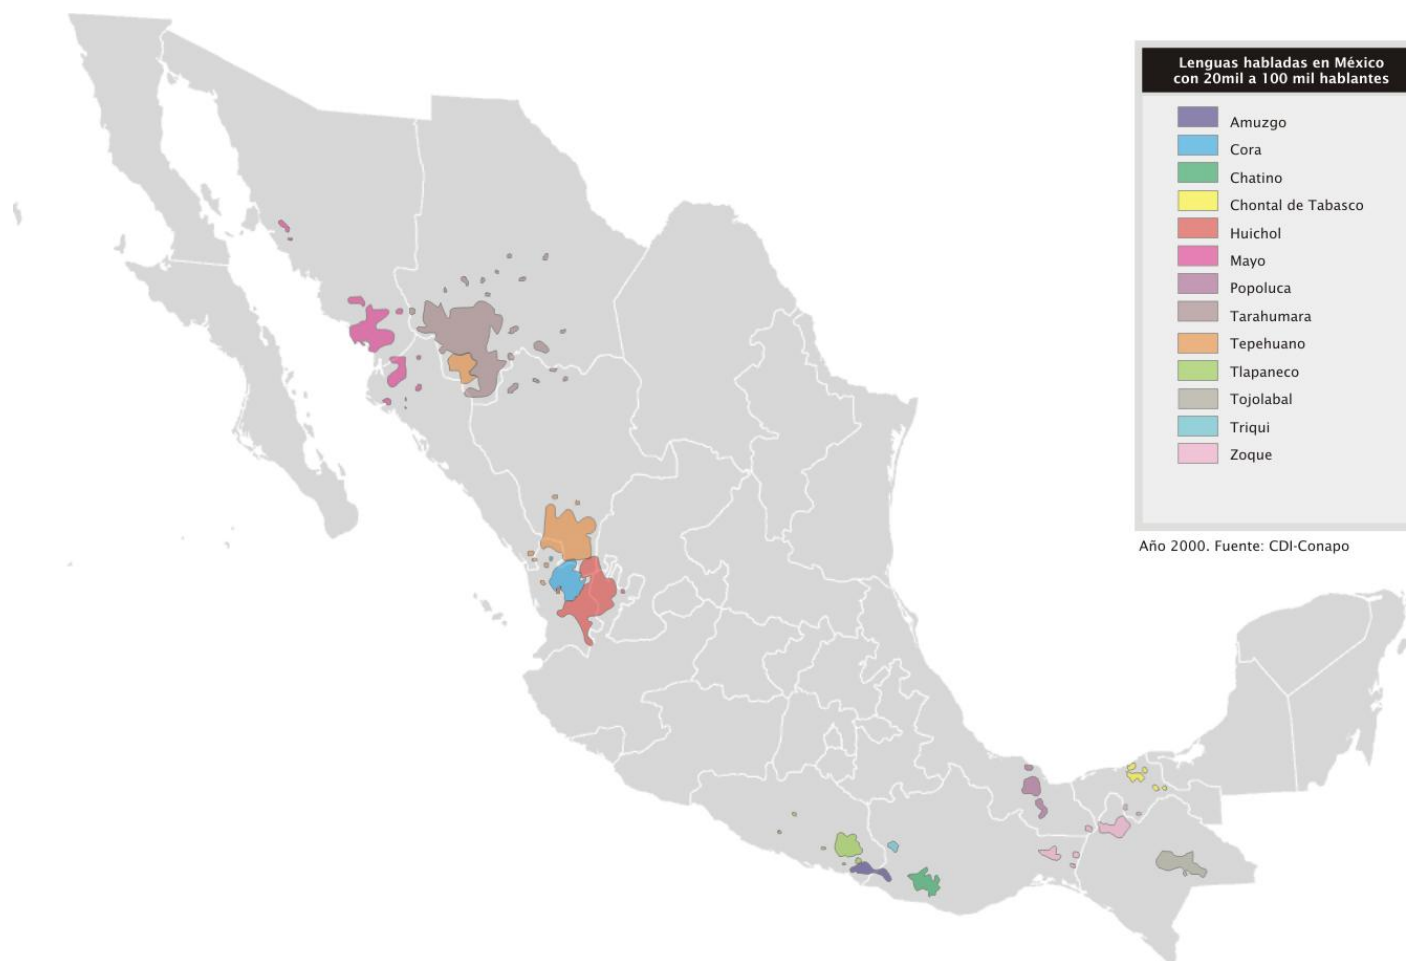 Lenguas habladas en México
con 20mil a 100 mil hablantes
Amuzgo
Cora
Chatino
Chontal de Tabasco
Huichol
Mayo
Popoluca
Tarahumara
Tepehuano
Tlapaneco
Tojolabal
Triqui
Zoque
Año 2000. Fuente: CDI-Conapo